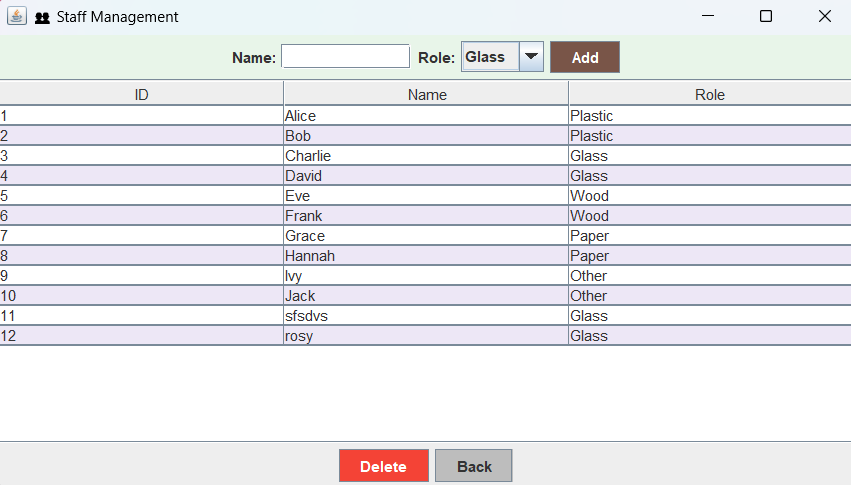 Staff Management
Name: Role: Glass Add
ID Name Role
1 Alice Plastic
2 Bob Plastic
3 Charlie Glass
4 David Glass
5 Eve Wood
6 Frank Wood
7 Grace Paper
8 Hannah Paper
9 Ivy Other
10 Jack Other
11 sfsdvs Glass
12 rosy Glass
Delete Back